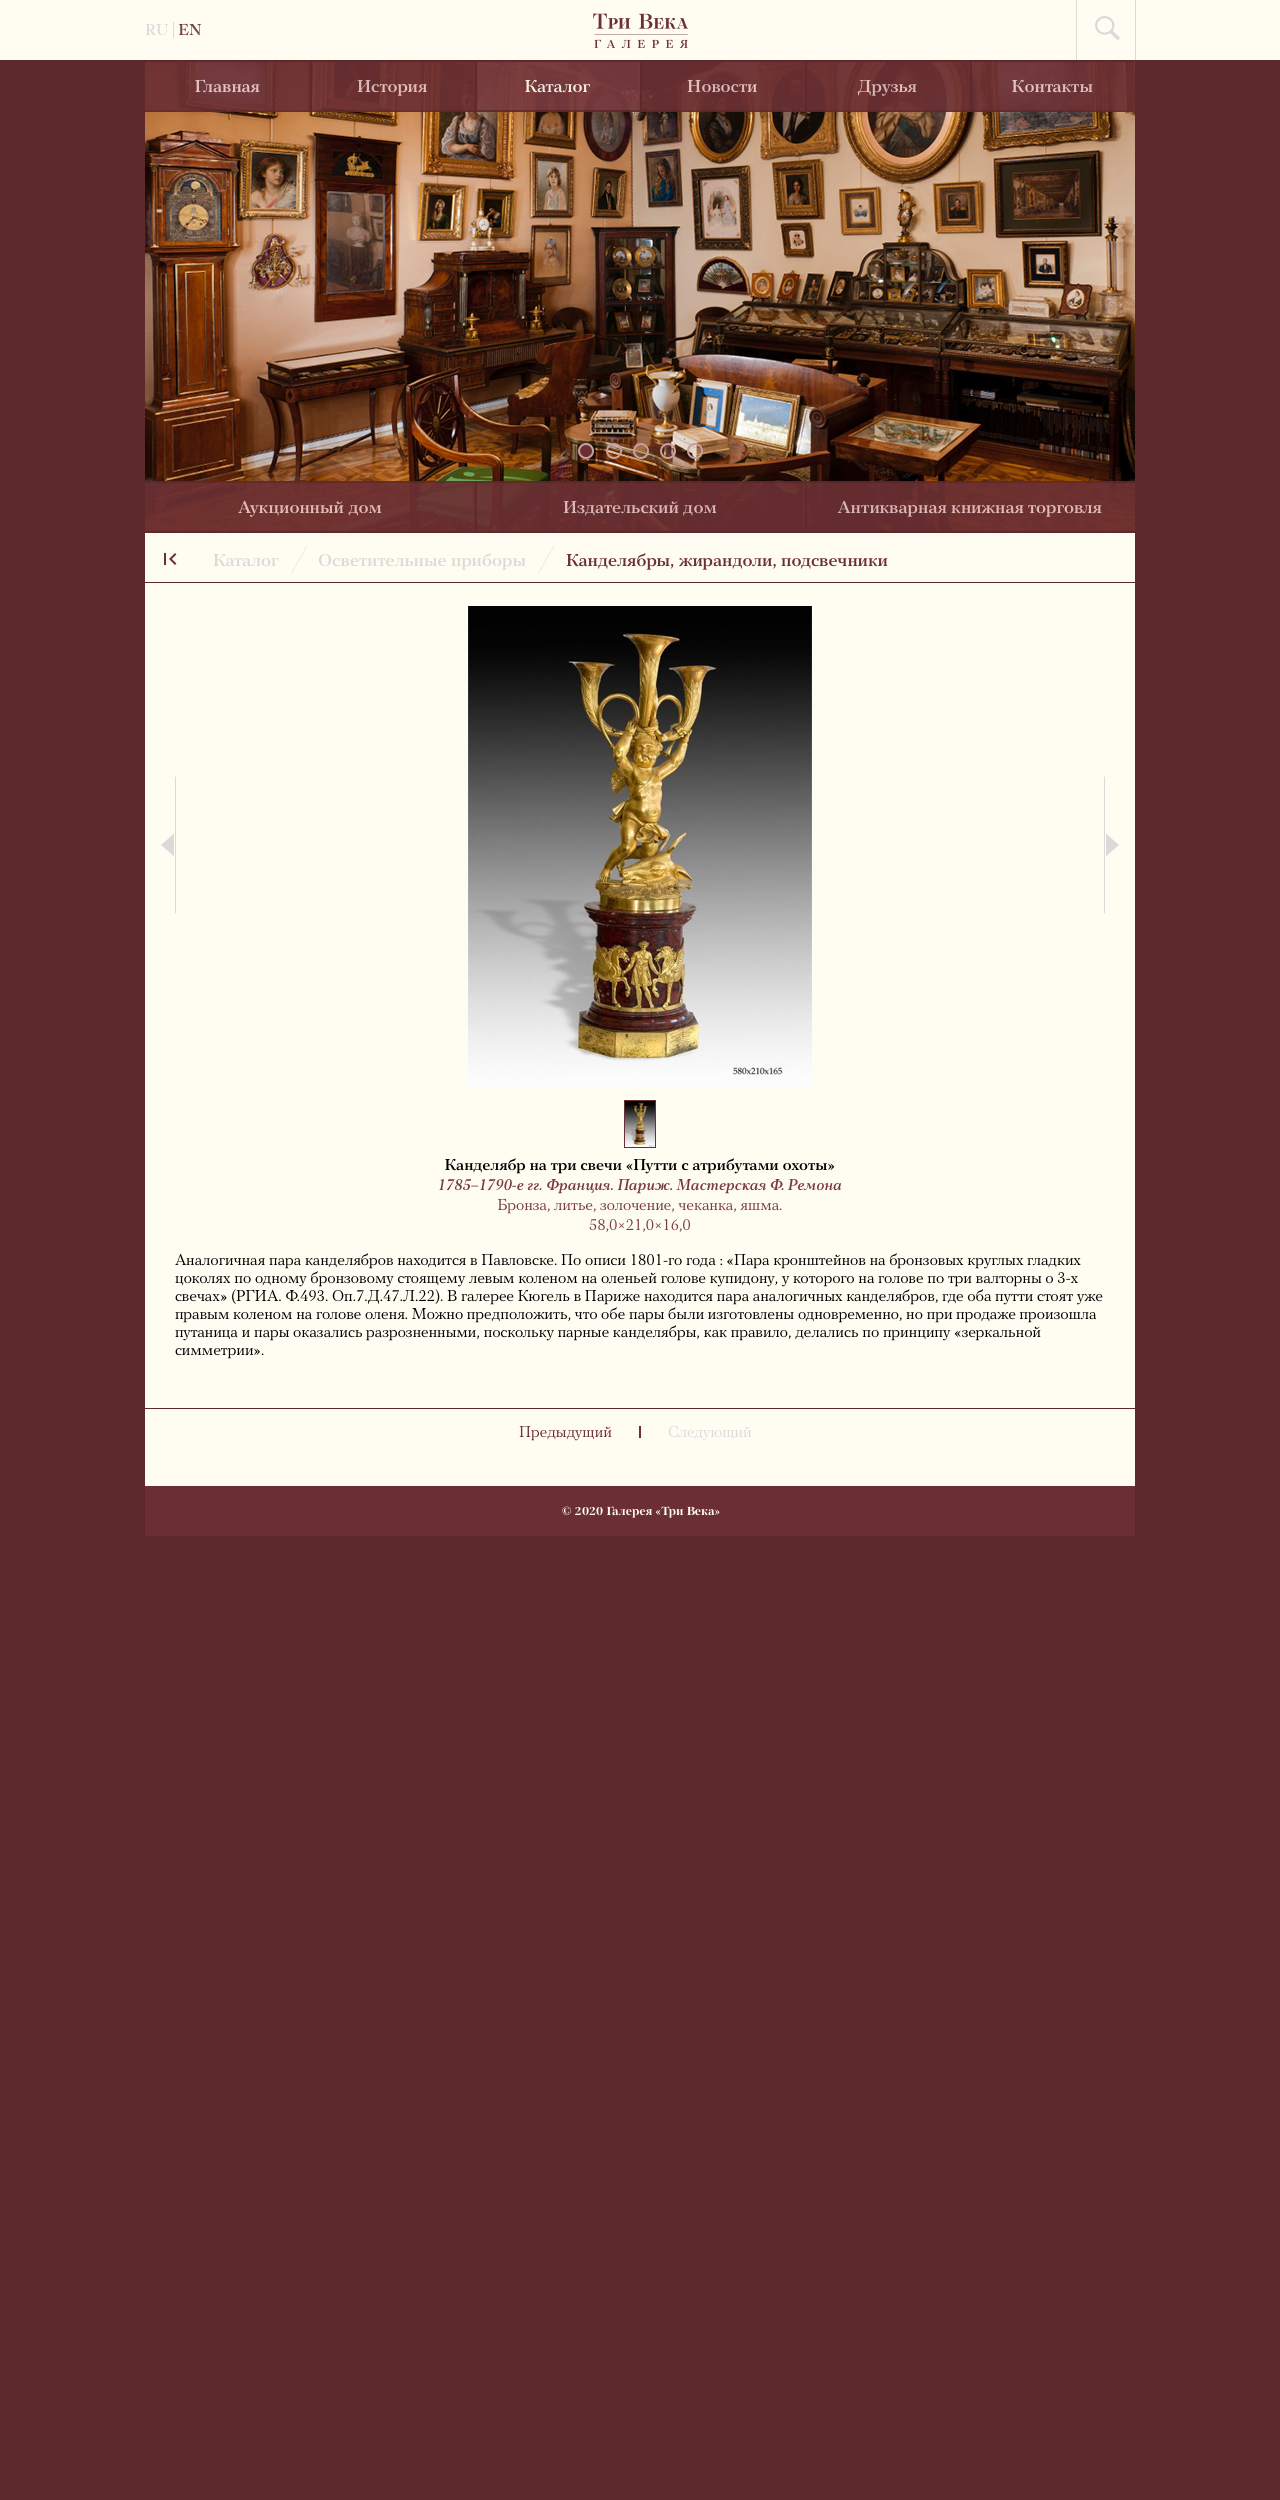 RU | EN
Три Века
ГАЛЕРЕЯ
Главная
История
Каталог
Новости
Друзья
Контакты
Аукционный дом
Издательский дом
Антикварная книжная торговля
Каталог
Осветительные приборы
Канделябры, жирандоли, подсвечники
580x210x165
Канделябр на три свечи «Путти с атрибутами охоты»
1785–1790-е гг. Франция. Париж. Мастерская Ф. Ремона
Бронза, литье, золочение, чеканка, яшма.
58,0×21,0×16,0
Аналогичная пара канделябров находится в Павловске. По описи 1801-го года : «Пара кронштейнов на бронзовых круглых гладких
цоколях по одному бронзовому стоящему левым коленом на оленьей голове купидону, у которого на голове по три валторны о 3-х
свечах» (РГИА. Ф.493. Оп.7.Д.47.Л.22). В галерее Кюгель в Париже находится пара аналогичных канделябров, где оба путти стоят уже
правым коленом на голове оленя. Можно предположить, что обе пары были изготовлены одновременно, но при продаже произошла
путаница и пары оказались разрозненными, поскольку парные канделябры, как правило, делались по принципу «зеркальной
симметрии».
Предыдущий
Следующий
© 2020 Галерея «Три Века»